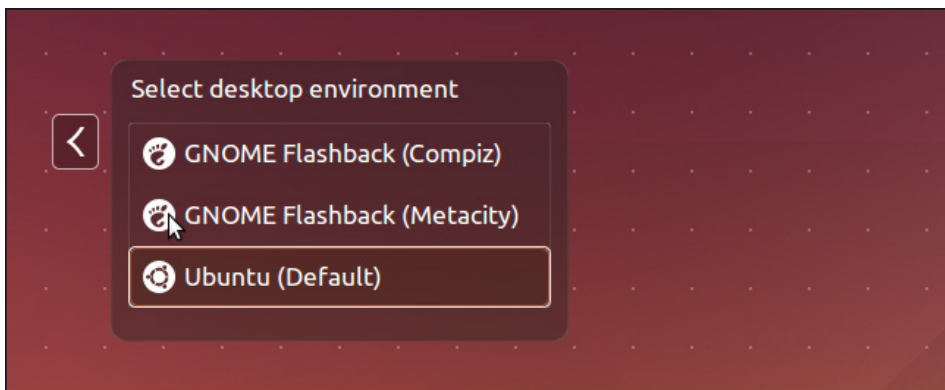 Select desktop environment
GNOME Flashback (Compiz)
GNOME Flashback (Metacity)
Ubuntu (Default)